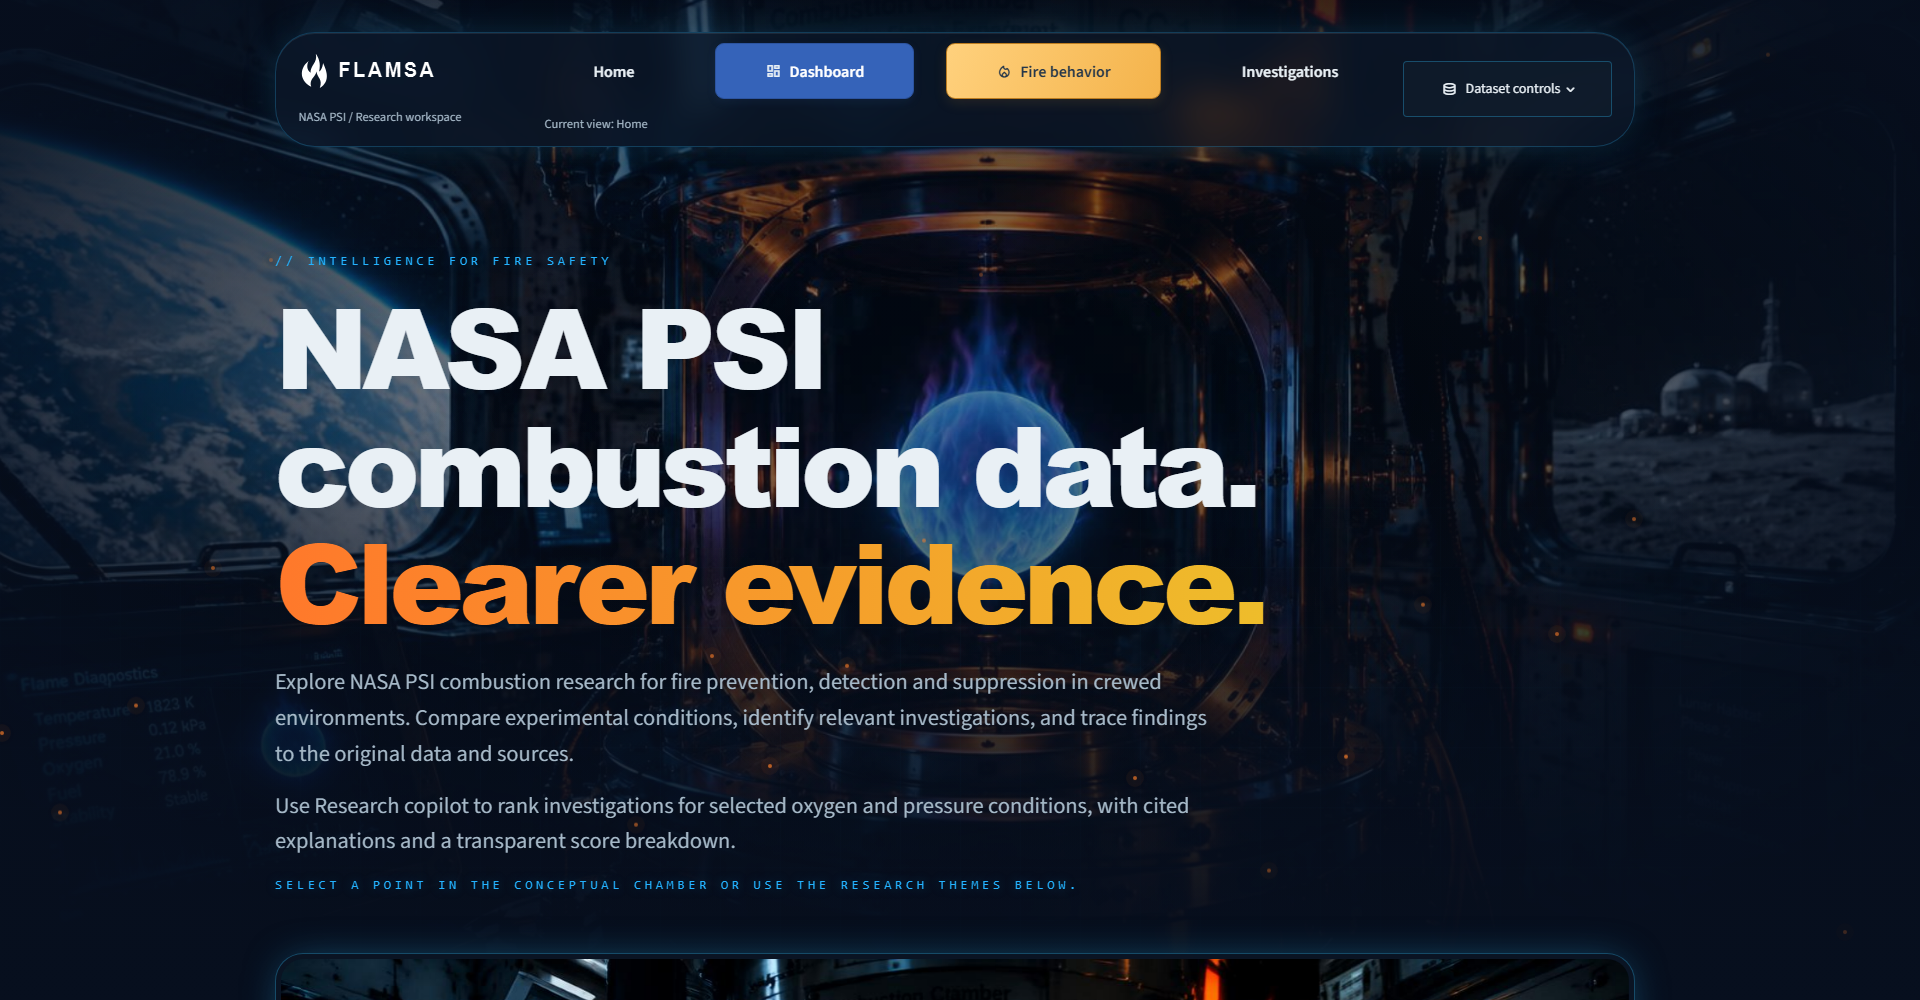 FLAMSA
NASA PSI / Research workspace
Home
Dashboard
Fire behavior
Investigations
Dataset controls
Current view: Home
// INTELLIGENCE FOR FIRE SAFETY
NASA PSI
combustion data.
Clearer evidence.
Flame Diagnostics
Temperature 1823 K
Pressure 0.12 kPa
Oxygen 21.0 %
Fuel 78.9 %
Stable
Explore NASA PSI combustion research for fire prevention, detection and suppression in crewed
environments. Compare experimental conditions, identify relevant investigations, and trace findings
to the original data and sources.
Use Research copilot to rank investigations for selected oxygen and pressure conditions, with cited
explanations and a transparent score breakdown.
SELECT A POINT IN THE CONCEPTUAL CHAMBER OR USE THE RESEARCH THEMES BELOW.